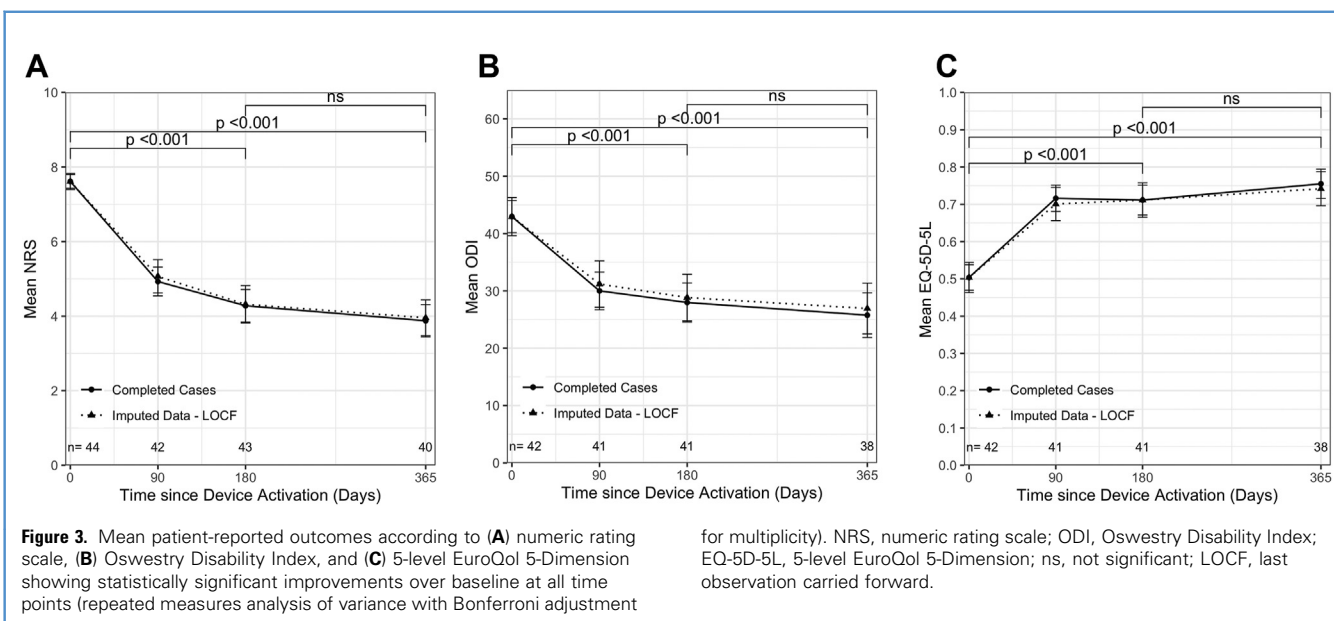 A
10
8
6
4
2
0
Mean NRS
ns
p <0.001
p <0.001
Completed Cases
Imputed Data - LOCF
n= 44 42 43 40
0 90 180 365
Time since Device Activation (Days)
B
60
50
40
30
20
10
0
Mean ODI
ns
p <0.001
p <0.001
Completed Cases
Imputed Data - LOCF
n= 42 41 41 38
0 90 180 365
Time since Device Activation (Days)
C
1.0
0.9
0.8
0.7
0.6
0.5
0.4
0.3
0.2
0.1
0.0
Mean EQ-5D-5L
ns
p <0.001
p <0.001
Completed Cases
Imputed Data - LOCF
n= 42 41 41 38
0 90 180 365
Time since Device Activation (Days)
Figure 3. Mean patient-reported outcomes according to (A) numeric rating
scale, (B) Oswestry Disability Index, and (C) 5-level EuroQol 5-Dimension
showing statistically significant improvements over baseline at all time
points (repeated measures analysis of variance with Bonferroni adjustment
for multiplicity). NRS, numeric rating scale; ODI, Oswestry Disability Index;
EQ-5D-5L, 5-level EuroQol 5-Dimension; ns, not significant; LOCF, last
observation carried forward.